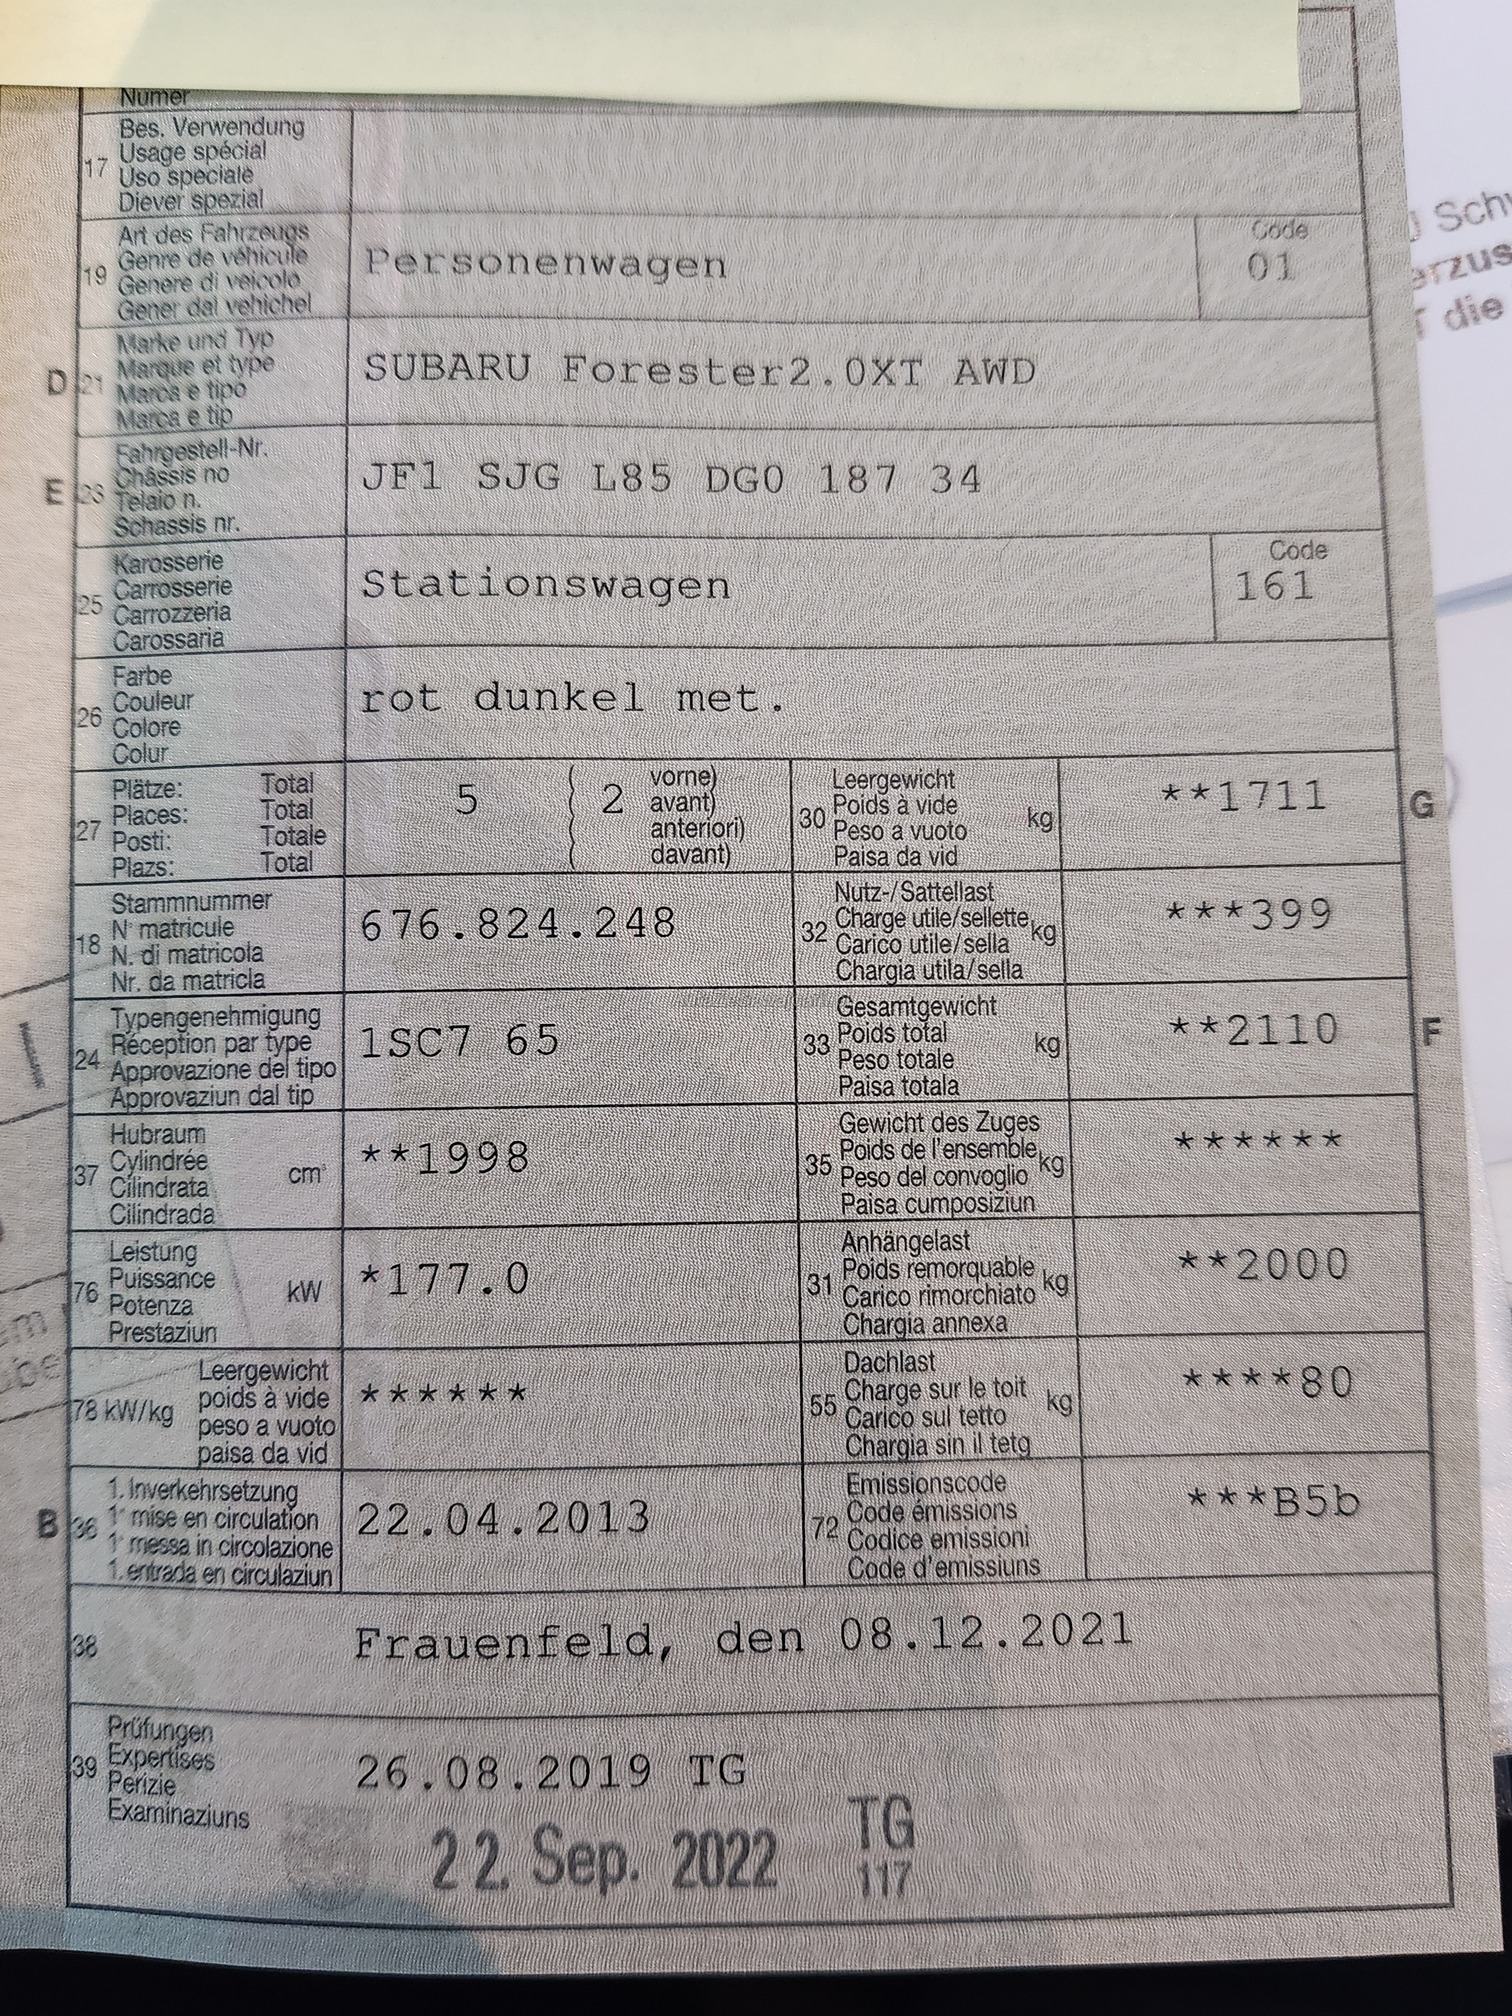 Numer
17 Bes. Verwendung
Usage spécial
Uso speciale
Diever spezial
19 Art des Fahrzeugs
Genre de véhicule
Genere di veicolo
Gener dal vehichel
Personenwagen
Code
01
D 21 Marke und Typ
Marque et type
Marca e tipo
Marca e tip
SUBARU Forester2.0XT AWD
E 23 Fahrgestell-Nr.
Châssis no
Telaio n.
Schassis nr.
JF1 SJG L85 DG0 187 34
25 Karosserie
Carrosserie
Carrozzeria
Carossaria
Stationswagen
Code
161
26 Farbe
Couleur
Colore
Colur
rot dunkel met.
27 Plätze: Total
Places: Total
Posti: Totale
Plazs: Total
5 ( 2 vorne)
avant)
anteriori)
davant)
30 Leergewicht
Poids à vide kg
Peso a vuoto
Paisa da vid
**1711 G
18 Stammnummer
N° matricule
N. di matricola
Nr. da matricla
676.824.248
32 Nutz-/Sattellast
Charge utile/sellette kg
Carico utile/sella
Chargia utila/sella
***399
24 Typengenehmigung
Réception par type
Approvazione del tipo
Approvaziun dal tip
1SC7 65
33 Gesamtgewicht
Poids total kg
Peso totale
Paisa totala
**2110 F
37 Hubraum
Cylindrée cm³
Cilindrata
Cilindrada
**1998
35 Gewicht des Zuges
Poids de l'ensemble kg
Peso del convoglio
Paisa cumposiziun
******
76 Leistung
Puissance kW
Potenza
Prestaziun
*177.0
31 Anhängelast
Poids remorquable kg
Carico rimorchiato
Chargia annexa
**2000
78 kW/kg Leergewicht
poids à vide
peso a vuoto
paisa da vid
******
55 Dachlast
Charge sur le toit kg
Carico sul tetto
Chargia sin il tetg
****80
B 36 1. Inverkehrsetzung
1re mise en circulation
1a messa in circolazione
1. entrada en circulaziun
22.04.2013
72 Emissionscode
Code émissions
Codice emissioni
Code d'emissiuns
***B5b
38 Frauenfeld, den 08.12.2021
39 Prüfungen
Expertises
Perizie
Examinaziuns
26.08.2019 TG
22. Sep. 2022 TG
117
die